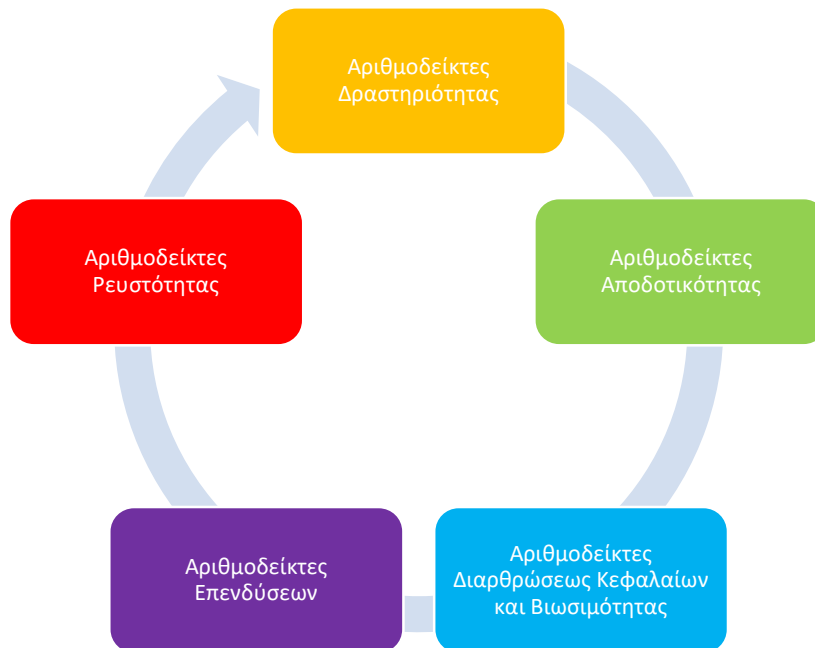 Αριθμοδείκτες
Δραστηριότητας
Αριθμοδείκτες
Αποδοτικότητας
Αριθμοδείκτες
Διαρθρώσεως Κεφαλαίων
και Βιωσιμότητας
Αριθμοδείκτες
Επενδύσεων
Αριθμοδείκτες
Ρευστότητας